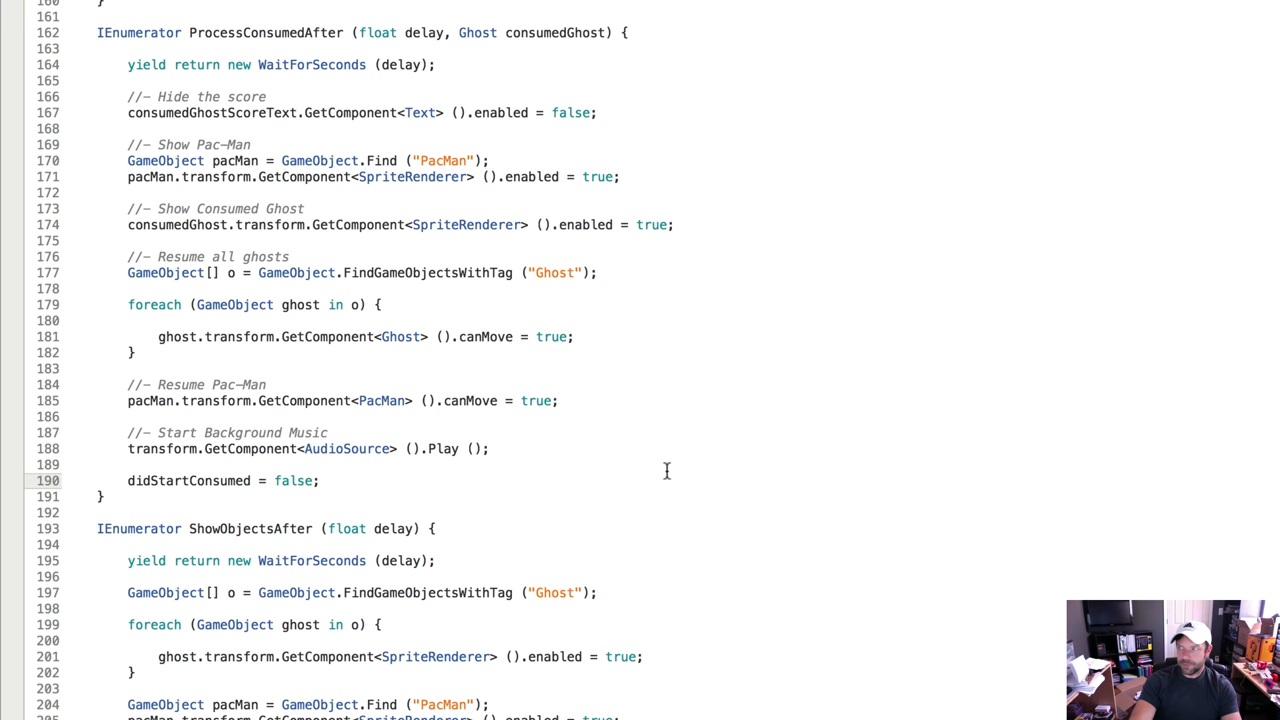 160 }
161
162 IEnumerator ProcessConsumedAfter (float delay, Ghost consumedGhost) {
163
164 yield return new WaitForSeconds (delay);
165
166 //- Hide the score
167 consumedGhostScoreText.GetComponent<Text> ().enabled = false;
168
169 //- Show Pac-Man
170 GameObject pacMan = GameObject.Find ("PacMan");
171 pacMan.transform.GetComponent<SpriteRenderer> ().enabled = true;
172
173 //- Show Consumed Ghost
174 consumedGhost.transform.GetComponent<SpriteRenderer> ().enabled = true;
175
176 //- Resume all ghosts
177 GameObject[] o = GameObject.FindGameObjectsWithTag ("Ghost");
178
179 foreach (GameObject ghost in o) {
180
181 ghost.transform.GetComponent<Ghost> ().canMove = true;
182 }
183
184 //- Resume Pac-Man
185 pacMan.transform.GetComponent<PacMan> ().canMove = true;
186
187 //- Start Background Music
188 transform.GetComponent<AudioSource> ().Play ();
189
190 didStartConsumed = false;
191 }
192
193 IEnumerator ShowObjectsAfter (float delay) {
194
195 yield return new WaitForSeconds (delay);
196
197 GameObject[] o = GameObject.FindGameObjectsWithTag ("Ghost");
198
199 foreach (GameObject ghost in o) {
200
201 ghost.transform.GetComponent<SpriteRenderer> ().enabled = true;
202 }
203
204 GameObject pacMan = GameObject.Find ("PacMan");
205 pacMan.transform.GetComponent<SpriteRenderer> ().enabled = true;